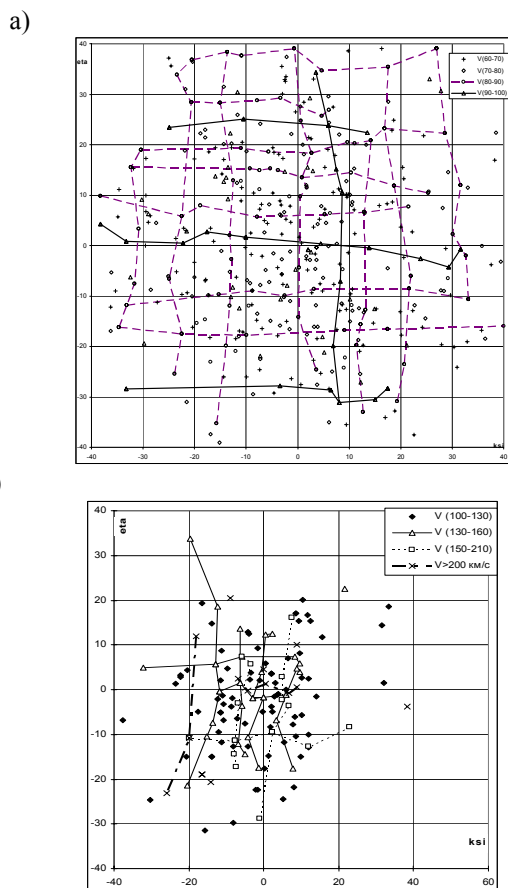 a)
40
eta
30
20
10
0
-10
-20
-30
-40
-40 -30 -20 -10 0 10 20 30 40
ksi
V(60-70)
V(70-80)
V(80-90)
V(90-100)
)
eta
40
30
20
10
0
-10
-20
-30
-40
-40 -20 0 20 40 60
ksi
V (100-130)
V (130-160)
V (150-210)
V>200 км/с